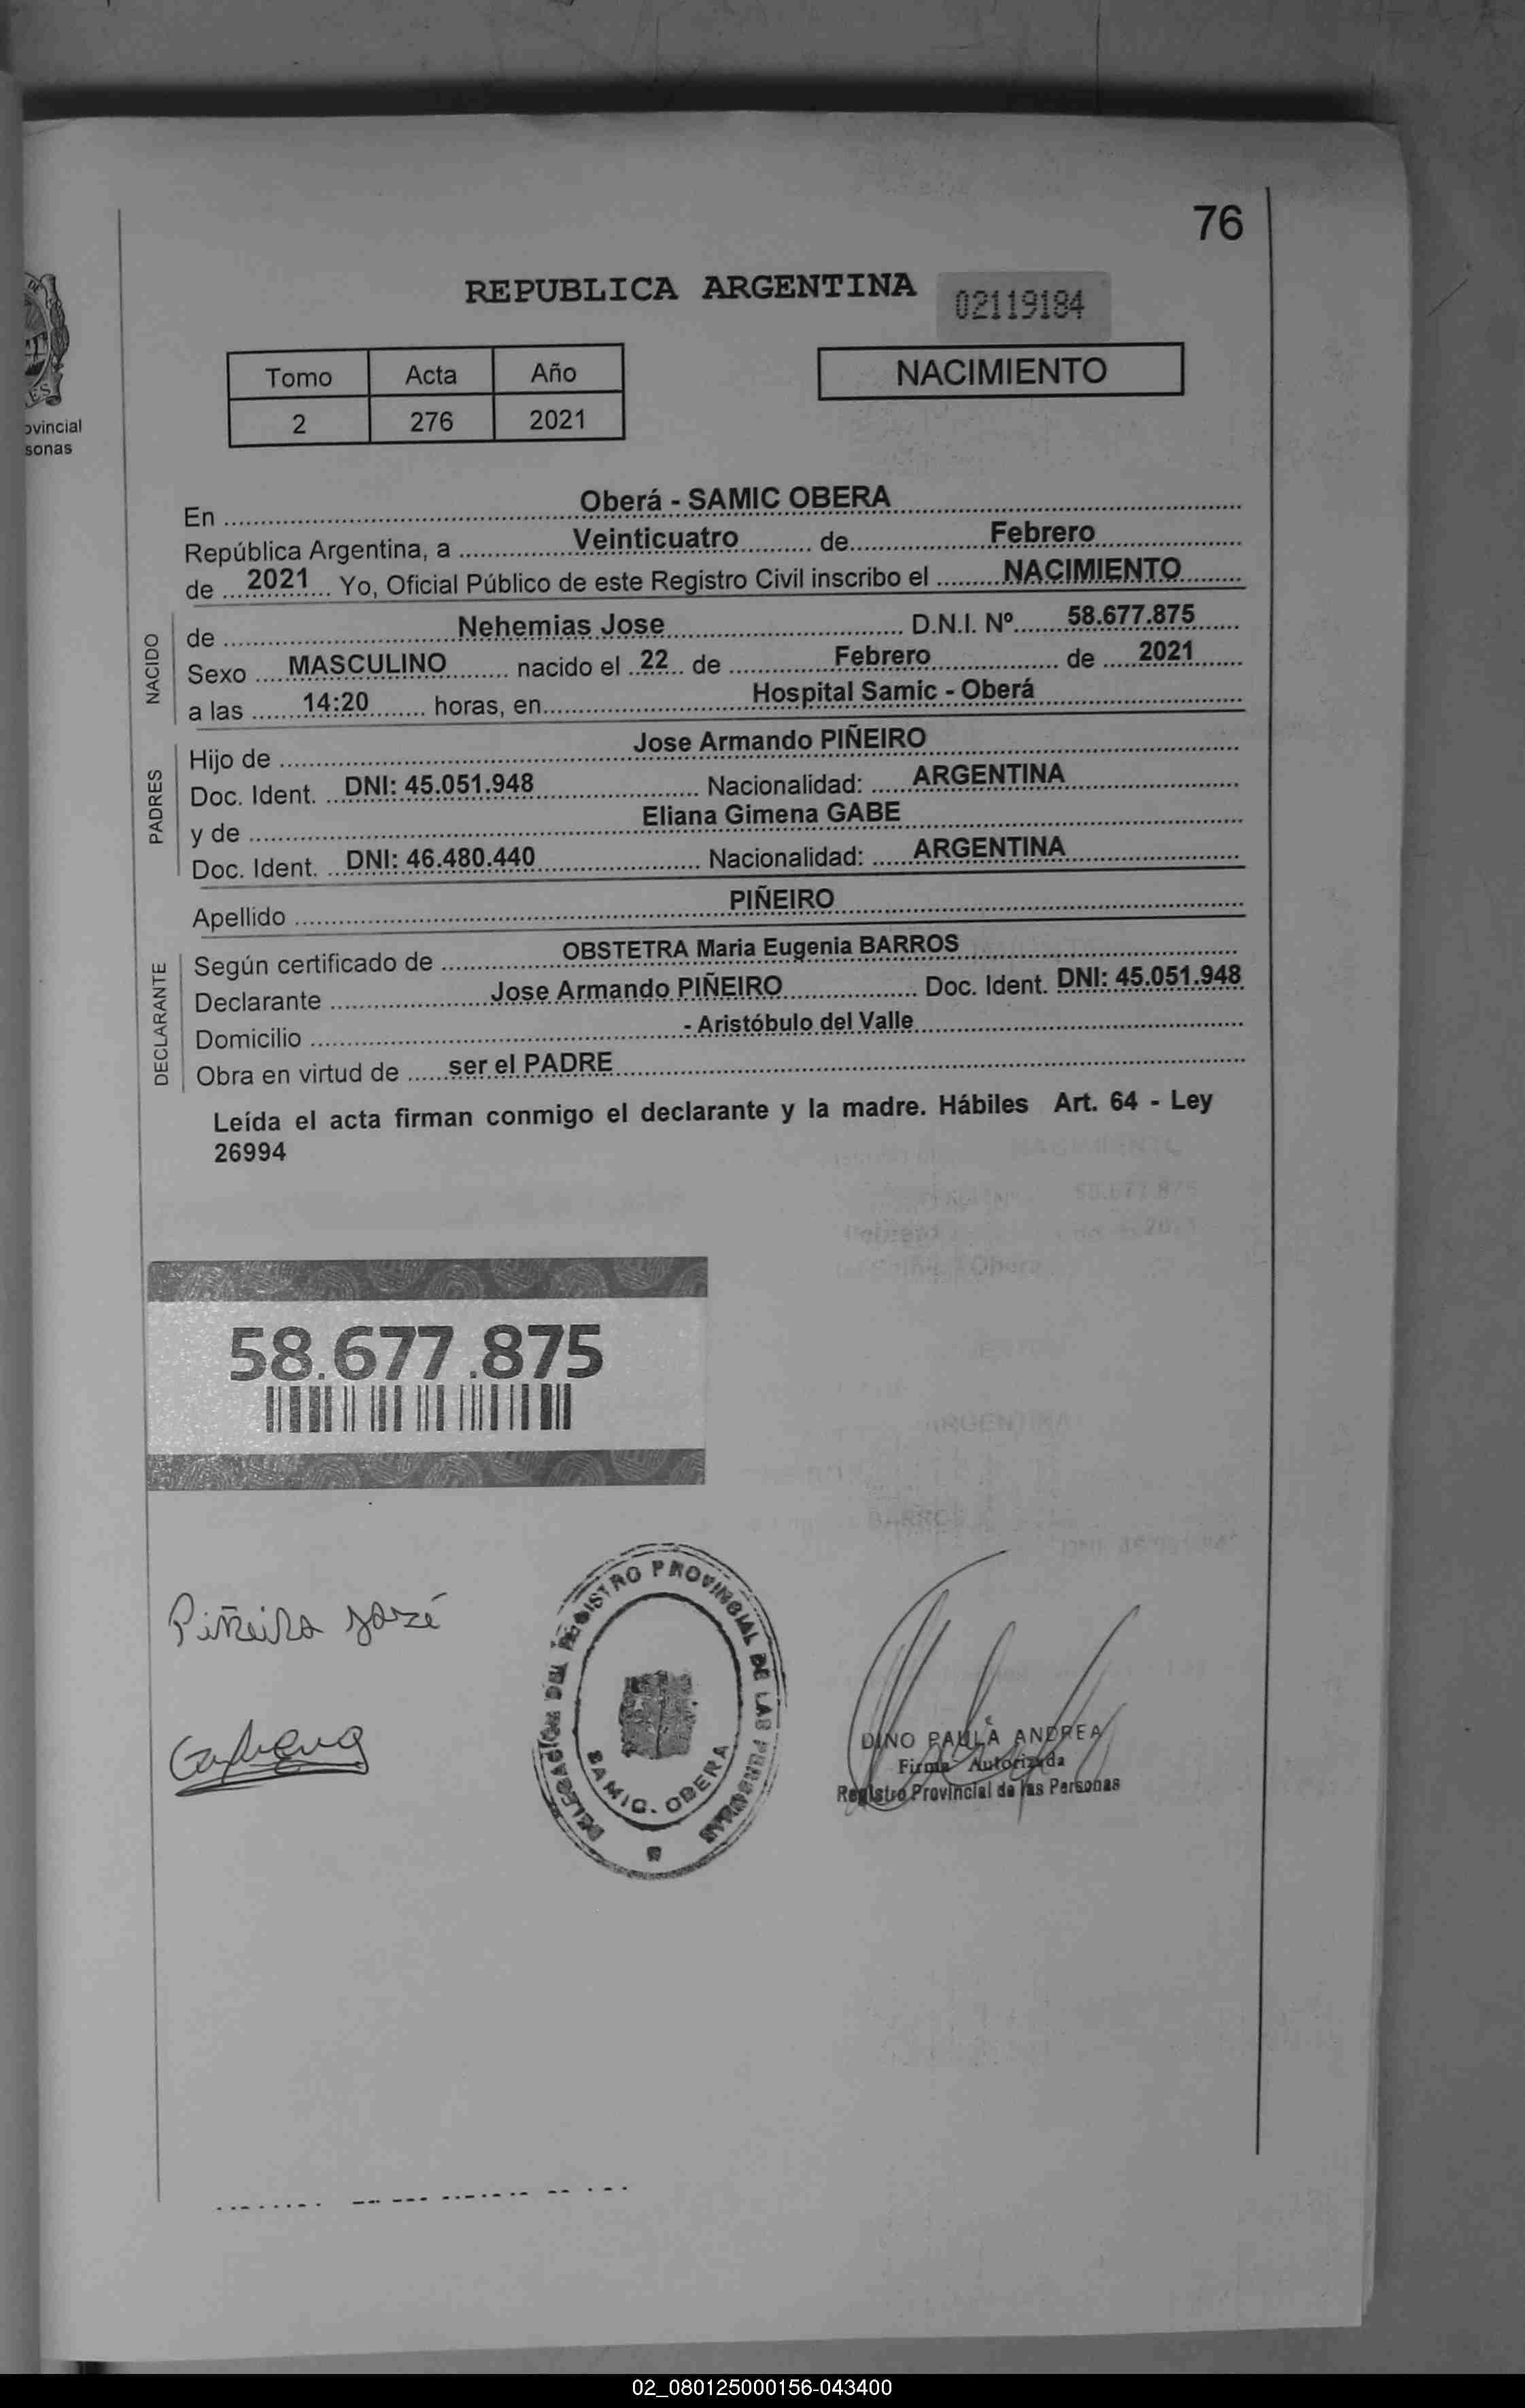 76
REPUBLICA ARGENTINA
02119184
Tomo Acta Año
2 276 2021
NACIMIENTO
ovincial
sonas
En Oberá - SAMIC OBERA
República Argentina, a Veinticuatro de Febrero
de 2021 Yo, Oficial Público de este Registro Civil inscribo el NACIMIENTO
NACIDO
de Nehemias Jose D.N.I. Nº 58.677.875
Sexo MASCULINO nacido el 22 de Febrero de 2021
a las 14:20 horas, en Hospital Samic - Oberá
PADRES
Hijo de Jose Armando PIÑEIRO
Doc. Ident. DNI: 45.051.948 Nacionalidad: ARGENTINA
y de Eliana Gimena GABE
Doc. Ident. DNI: 46.480.440 Nacionalidad: ARGENTINA
Apellido PIÑEIRO
DECLARANTE
Según certificado de OBSTETRA Maria Eugenia BARROS
Declarante Jose Armando PIÑEIRO Doc. Ident. DNI: 45.051.948
Domicilio - Aristóbulo del Valle
Obra en virtud de ser el PADRE
Leída el acta firman conmigo el declarante y la madre. Hábiles Art. 64 - Ley
26994
58.677.875
Piñeiro José
DELEGACION DEL REGISTRO PROVINCIAL DE LAS PERSONAS
SAMIC. OBERA
DINO PAULA ANDREA
Firma Autorizada
Registro Provincial de las Personas
02_080125000156-043400